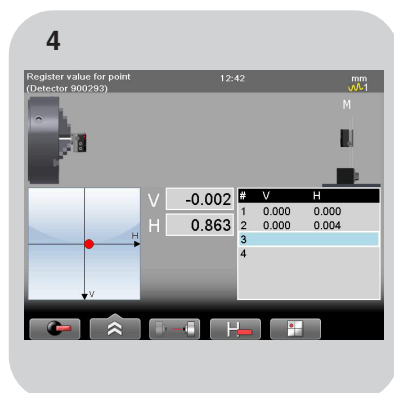 4
Register value for point 12:42 mm
(Detector 900293) 1
M
V -0.002
H 0.863
# V H
1 0.000 0.000
2 0.000 0.004
3
4
H
V
H